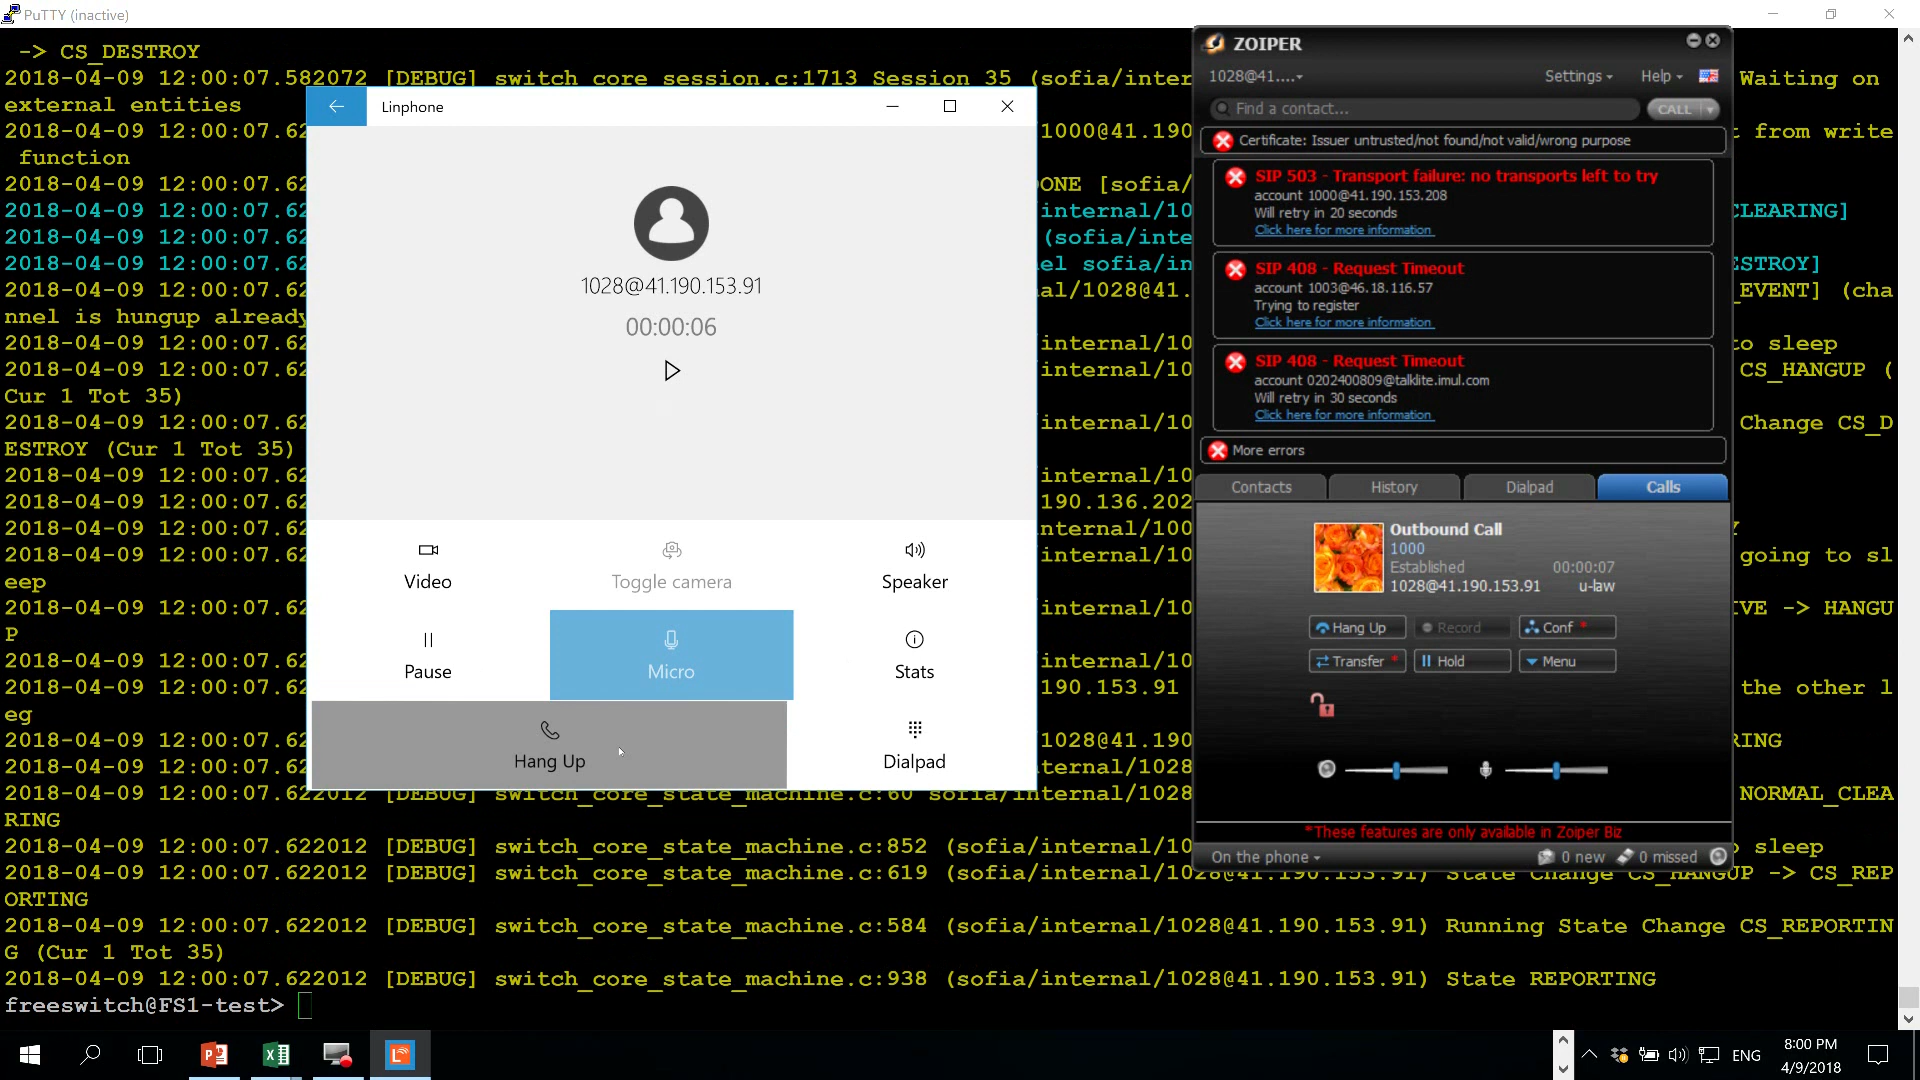 PuTTY (inactive)
-> CS_DESTROY
2018-04-09 12:00:07.582072 [DEBUG] switch_core_session.c:1713 Session 35 (sofia/inter
Waiting on
external entities
2018-04-09 12:00:07.62
1000@41.190
t from write
function
2018-04-09 12:00:07.62
DONE [sofia/
2018-04-09 12:00:07.62
internal/10
CLEARING]
2018-04-09 12:00:07.62
(sofia/inte
2018-04-09 12:00:07.62
el sofia/in
ESTROY]
2018-04-09 12:00:07.62
al/1028@41.
_EVENT] (cha
nnel is hungup already
2018-04-09 12:00:07.62
internal/10
o sleep
2018-04-09 12:00:07.62
internal/10
CS_HANGUP (
Cur 1 Tot 35)
2018-04-09 12:00:07.62
internal/10
Change CS_D
ESTROY (Cur 1 Tot 35)
2018-04-09 12:00:07.62
internal/10
2018-04-09 12:00:07.62
190.136.202
2018-04-09 12:00:07.62
internal/100
2018-04-09 12:00:07.62
internal/10
going to sl
eep
2018-04-09 12:00:07.62
internal/10
IVE -> HANGU
P
2018-04-09 12:00:07.62
internal/10
2018-04-09 12:00:07.62
190.153.91
the other l
eg
2018-04-09 12:00:07.62
1028@41.190
RING
2018-04-09 12:00:07.62
internal/10
2018-04-09 12:00:07.622012 [DEBUG] switch_core_state_machine.c:60 sofia/internal/1028
NORMAL_CLEA
RING
2018-04-09 12:00:07.622012 [DEBUG] switch_core_state_machine.c:852 (sofia/internal/10
o sleep
2018-04-09 12:00:07.622012 [DEBUG] switch_core_state_machine.c:619 (sofia/internal/1028@41.190.153.91) State Change CS_HANGUP -> CS_REP
ORTING
2018-04-09 12:00:07.622012 [DEBUG] switch_core_state_machine.c:584 (sofia/internal/1028@41.190.153.91) Running State Change CS_REPORTIN
G (Cur 1 Tot 35)
2018-04-09 12:00:07.622012 [DEBUG] switch_core_state_machine.c:938 (sofia/internal/1028@41.190.153.91) State REPORTING
freeswitch@FS1-test>
Linphone
1028@41.190.153.91
00:00:06
Video
Toggle camera
Speaker
Pause
Micro
Stats
Hang Up
Dialpad
ZOIPER
1028@41....
Settings
Help
Find a contact...
CALL
Certificate: Issuer untrusted/not found/not valid/wrong purpose
SIP 503 - Transport failure: no transports left to try
account 1000@41.190.153.208
Will retry in 20 seconds
Click here for more information
SIP 408 - Request Timeout
account 1003@46.18.116.57
Trying to register
Click here for more information
SIP 408 - Request Timeout
account 0202400809@talklite.imul.com
Will retry in 30 seconds
Click here for more information
More errors
Contacts
History
Dialpad
Calls
Outbound Call
1000
Established 00:00:07
1028@41.190.153.91 u-law
Hang Up
Record
Conf *
Transfer *
Hold
Menu
*These features are only available in Zoiper Biz
On the phone
0 new
0 missed
ENG
8:00 PM
4/9/2018